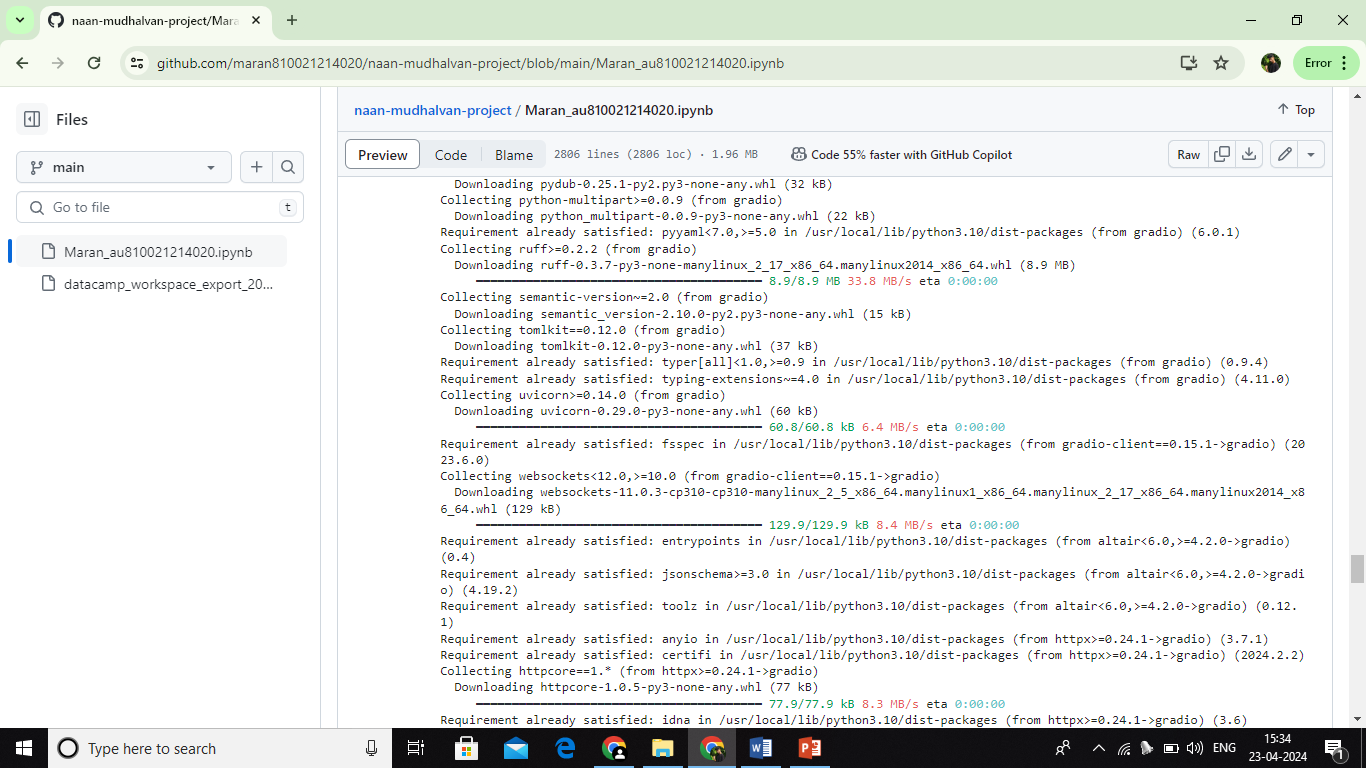 naan-mudhalvan-project/Mara
github.com/maran810021214020/naan-mudhalvan-project/blob/main/Maran_au810021214020.ipynb
Error
Files
main
Go to file
t
Maran_au810021214020.ipynb
datacamp_workspace_export_20...
naan-mudhalvan-project / Maran_au810021214020.ipynb
Top
Preview Code Blame 2806 lines (2806 loc) · 1.96 MB Code 55% faster with GitHub Copilot Raw
Downloading pydub-0.25.1-py2.py3-none-any.whl (32 kB)
Collecting python-multipart>=0.0.9 (from gradio)
Downloading python_multipart-0.0.9-py3-none-any.whl (22 kB)
Requirement already satisfied: pyyaml<7.0,>=5.0 in /usr/local/lib/python3.10/dist-packages (from gradio) (6.0.1)
Collecting ruff>=0.2.2 (from gradio)
Downloading ruff-0.3.7-py3-none-manylinux_2_17_x86_64.manylinux2014_x86_64.whl (8.9 MB)
8.9/8.9 MB 33.8 MB/s eta 0:00:00
Collecting semantic-version~=2.0 (from gradio)
Downloading semantic_version-2.10.0-py2.py3-none-any.whl (15 kB)
Collecting tomlkit==0.12.0 (from gradio)
Downloading tomlkit-0.12.0-py3-none-any.whl (37 kB)
Requirement already satisfied: typer[all]<1.0,>=0.9 in /usr/local/lib/python3.10/dist-packages (from gradio) (0.9.4)
Requirement already satisfied: typing-extensions~=4.0 in /usr/local/lib/python3.10/dist-packages (from gradio) (4.11.0)
Collecting uvicorn>=0.14.0 (from gradio)
Downloading uvicorn-0.29.0-py3-none-any.whl (60 kB)
60.8/60.8 kB 6.4 MB/s eta 0:00:00
Requirement already satisfied: fsspec in /usr/local/lib/python3.10/dist-packages (from gradio-client==0.15.1->gradio) (20
23.6.0)
Collecting websockets<12.0,>=10.0 (from gradio-client==0.15.1->gradio)
Downloading websockets-11.0.3-cp310-cp310-manylinux_2_5_x86_64.manylinux1_x86_64.manylinux_2_17_x86_64.manylinux2014_x8
6_64.whl (129 kB)
129.9/129.9 kB 8.4 MB/s eta 0:00:00
Requirement already satisfied: entrypoints in /usr/local/lib/python3.10/dist-packages (from altair<6.0,>=4.2.0->gradio)
(0.4)
Requirement already satisfied: jsonschema>=3.0 in /usr/local/lib/python3.10/dist-packages (from altair<6.0,>=4.2.0->gradi
o) (4.19.2)
Requirement already satisfied: toolz in /usr/local/lib/python3.10/dist-packages (from altair<6.0,>=4.2.0->gradio) (0.12.
1)
Requirement already satisfied: anyio in /usr/local/lib/python3.10/dist-packages (from httpx>=0.24.1->gradio) (3.7.1)
Requirement already satisfied: certifi in /usr/local/lib/python3.10/dist-packages (from httpx>=0.24.1->gradio) (2024.2.2)
Collecting httpcore==1.* (from httpx>=0.24.1->gradio)
Downloading httpcore-1.0.5-py3-none-any.whl (77 kB)
77.9/77.9 kB 8.3 MB/s eta 0:00:00
Requirement already satisfied: idna in /usr/local/lib/python3.10/dist-packages (from httpx>=0.24.1->gradio) (3.6)
Type here to search
ENG
15:34
23-04-2024
1